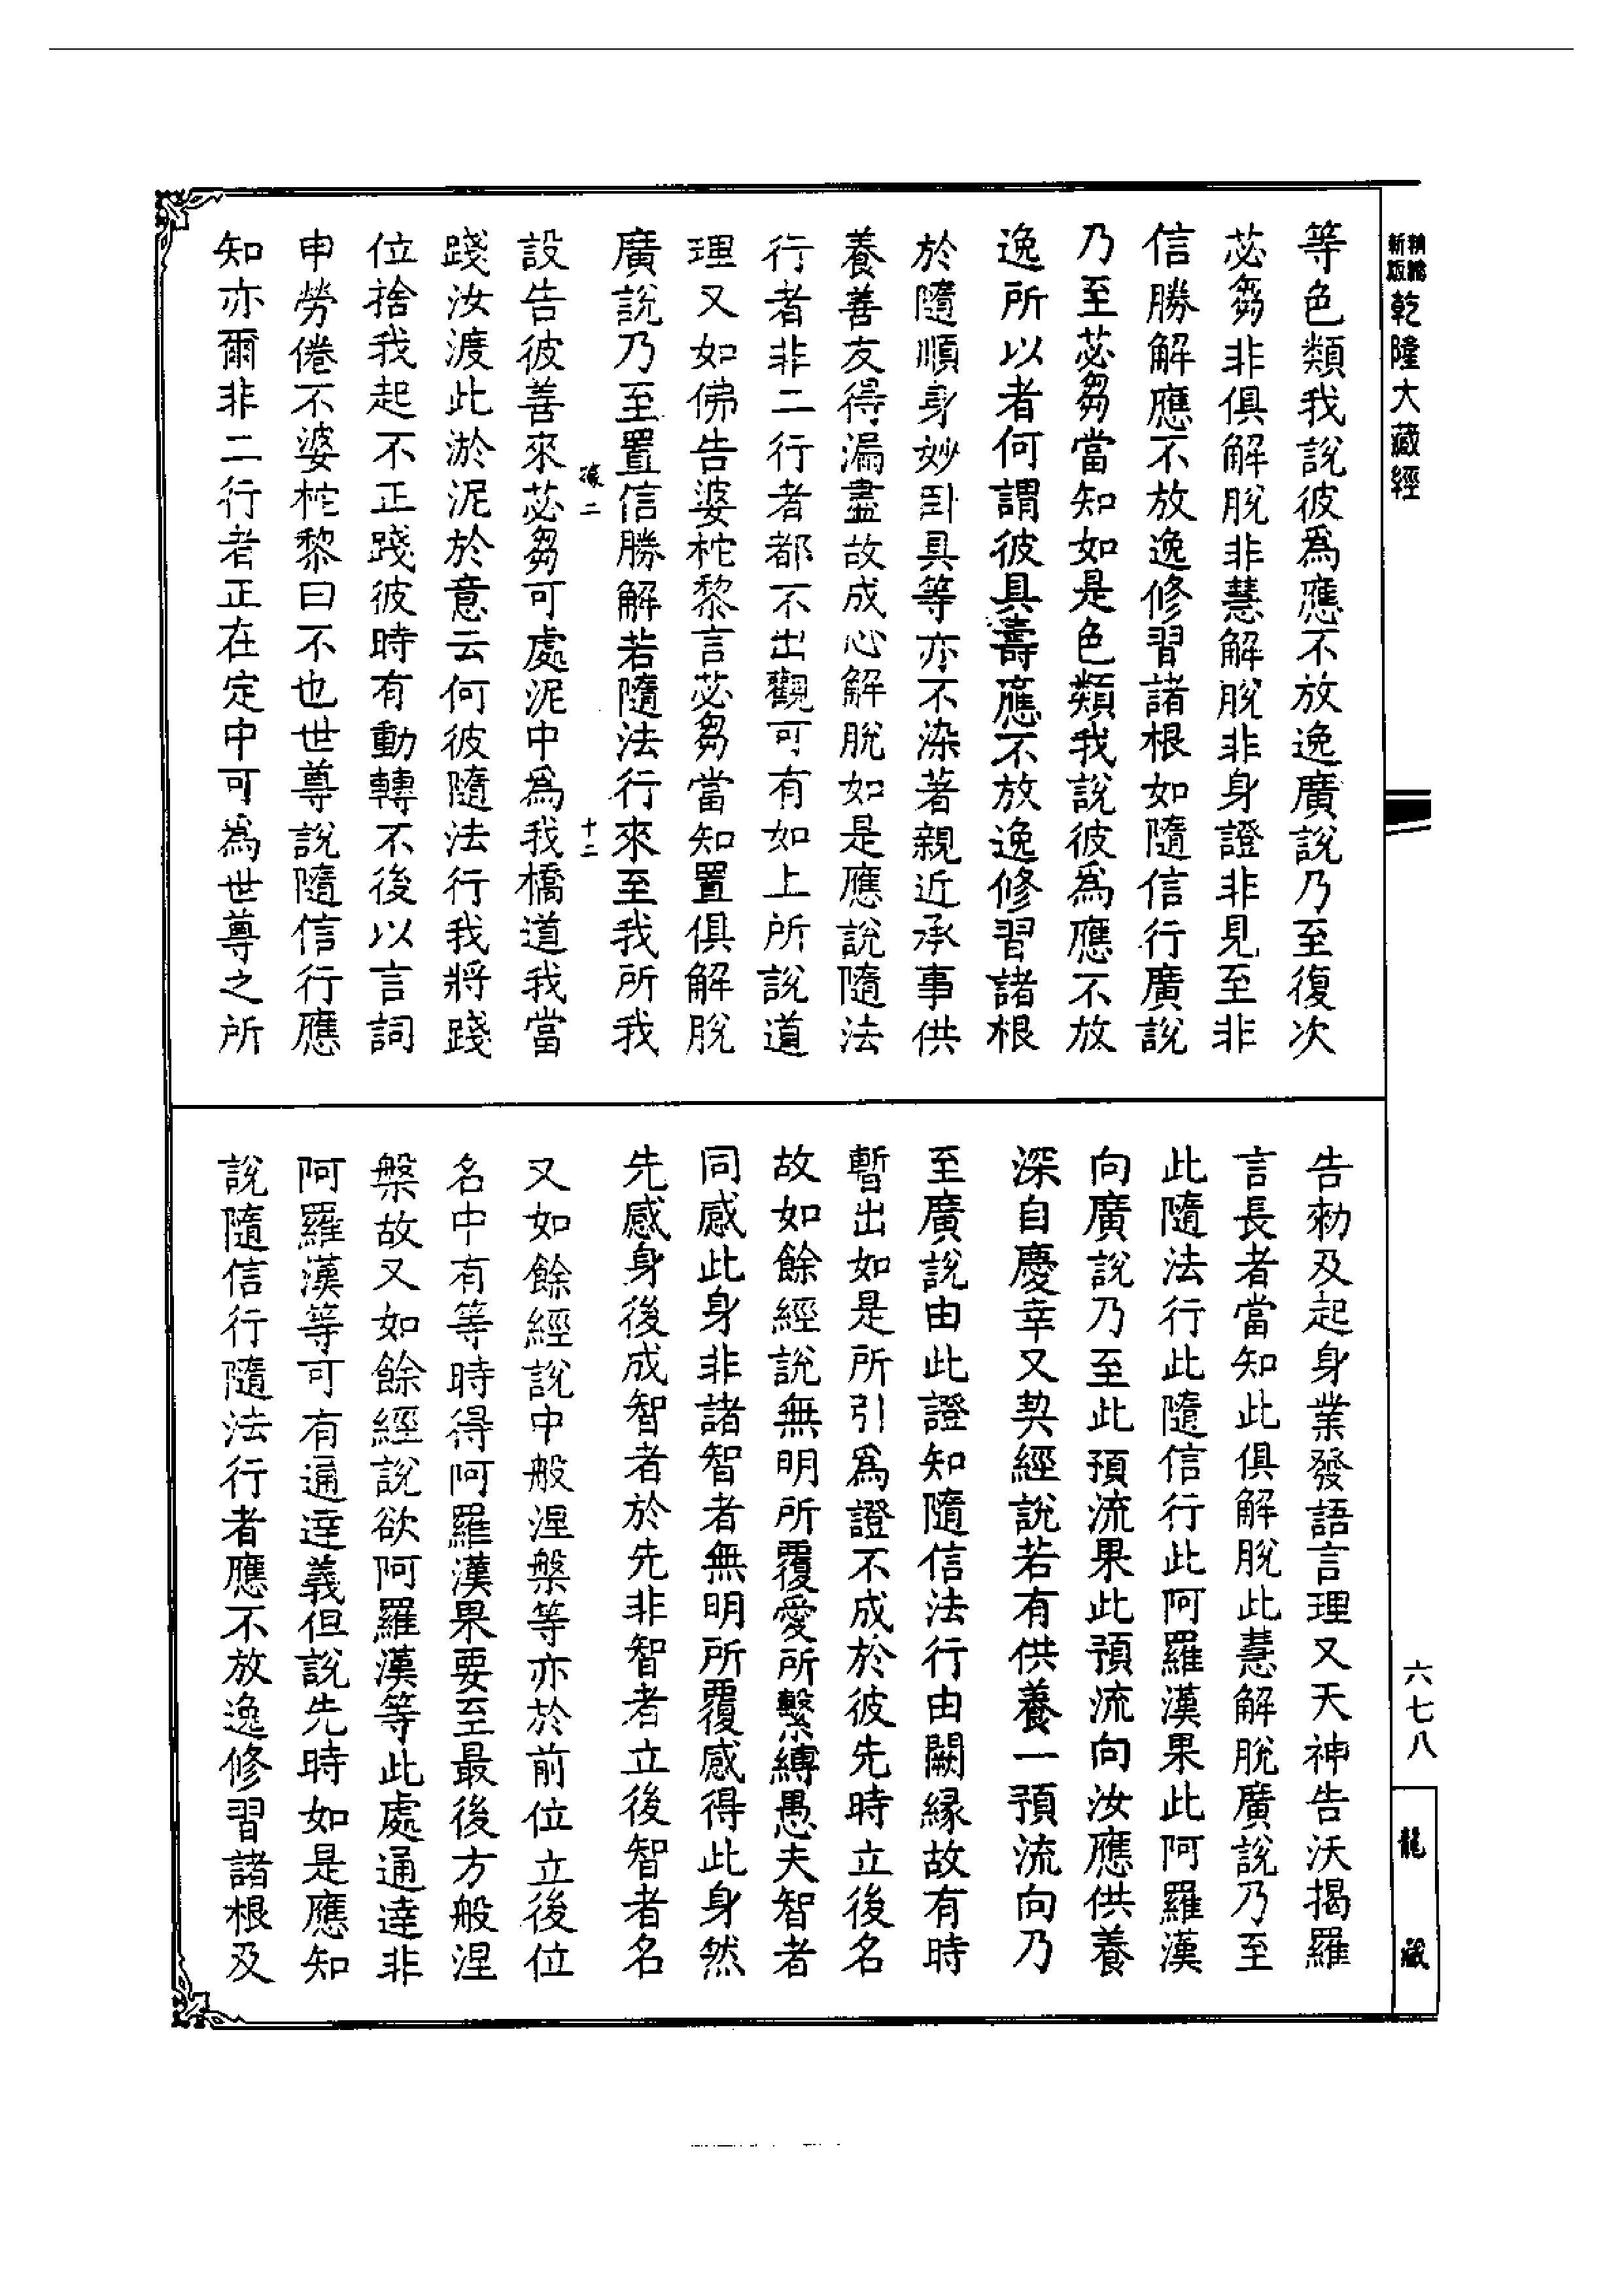 精縮新版乾隆大藏經
等色類我說彼爲應不放逸廣說乃至復次
苾芻非俱解脫非慧解脫非身證非見至非
信勝解應不放逸修習諸根如隨信行廣說
乃至苾芻當知如是色類我說彼爲應不放
逸所以者何謂彼具壽應不放逸修習諸根
於隨順身妙臥具等亦不染著親近承事供
養善友得漏盡故成心解脫如是應說隨法
行者非二行者都不出觀可有如上所說道
理又如佛告婆柁黎言苾芻當知置俱解脫
廣說乃至置信勝解若隨法行來至我所我
據二
十二
設告彼善來苾芻可處泥中爲我橋道我當
踐汝渡此淤泥於意云何彼隨法行我將踐
位捨我起不正踐彼時有動轉不後以言詞
申勞倦不婆柁黎曰不也世尊說隨信行應
知亦爾非二行者正在定中可為世尊之所
告勑及起身業發語言理又天神告沃揭羅
言長者當知此俱解脫此慧解脫廣說乃至
此隨法行此隨信行此阿羅漢果此阿羅漢
向廣說乃至此預流果此預流向汝應供養
深自慶幸又契經說若有供養一預流向乃
至廣說由此證知隨信法行由闕緣故有時
暫出如是所引爲證不成於彼先時立後名
故如餘經說無明所覆愛所繫縛愚夫智者
同感此身非諸智者無明所覆感得此身然
先感身後成智者於先非智者立後智者名
又如餘經說中般涅槃等亦於前位立後位
名中有等時得阿羅漢果要至最後方般涅
槃故又如餘經說欲阿羅漢等此處通達非
阿羅漢等可有通達義但說先時如是應知
說隨信行隨法行者應不放逸修習諸根及
六七八
龍藏